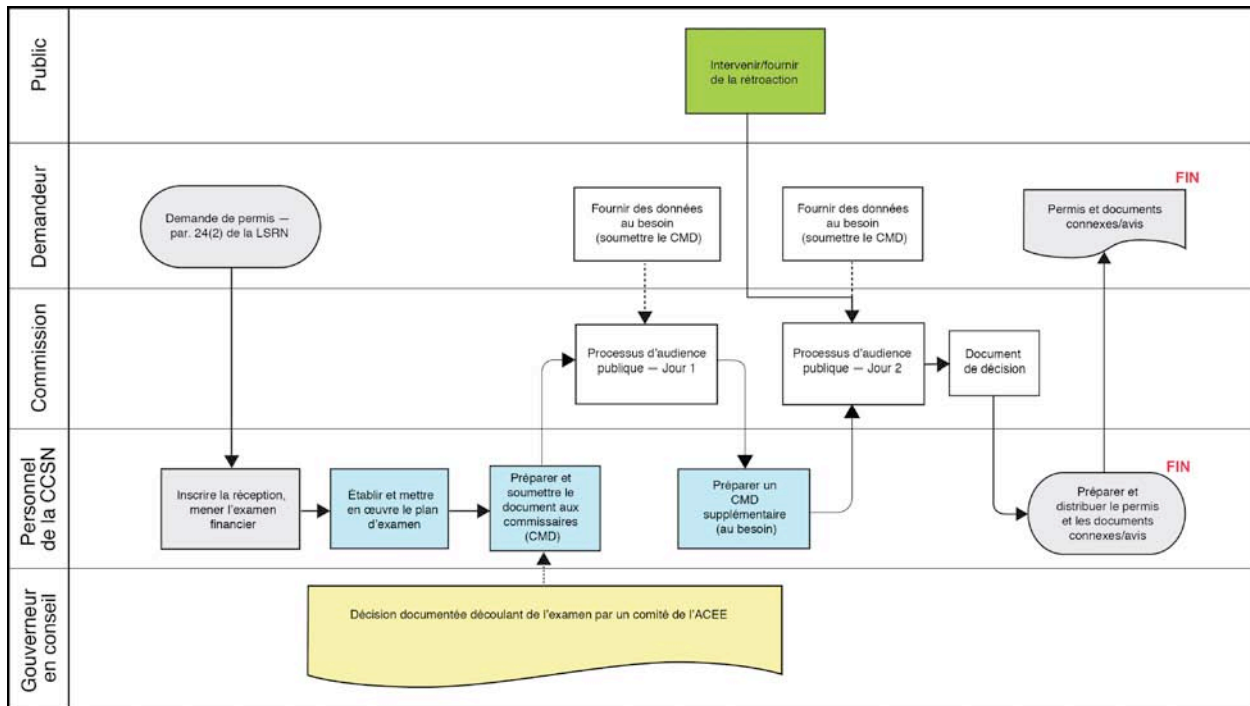 Public
Intervenir/fournir
de la rétroaction
Demandeur
Demande de permis —
par. 24(2) de la LSRN
Fournir des données
au besoin
(soumettre le CMD)
Fournir des données
au besoin
(soumettre le CMD)
FIN
Permis et documents
connexes/avis
Commission
Processus d'audience
publique — Jour 1
Processus d'audience
publique — Jour 2
Document
de décision
Personnel
de la CCSN
Inscrire la réception,
mener l'examen
financier
Établir et mettre
en œuvre le plan
d'examen
Préparer et
soumettre le
document aux
commissaires
(CMD)
Préparer un
CMD
supplémentaire
(au besoin)
FIN
Préparer et
distribuer le permis
et les documents
connexes/avis
Gouverneur
en conseil
Décision documentée découlant de l'examen par un comité de l'ACEE